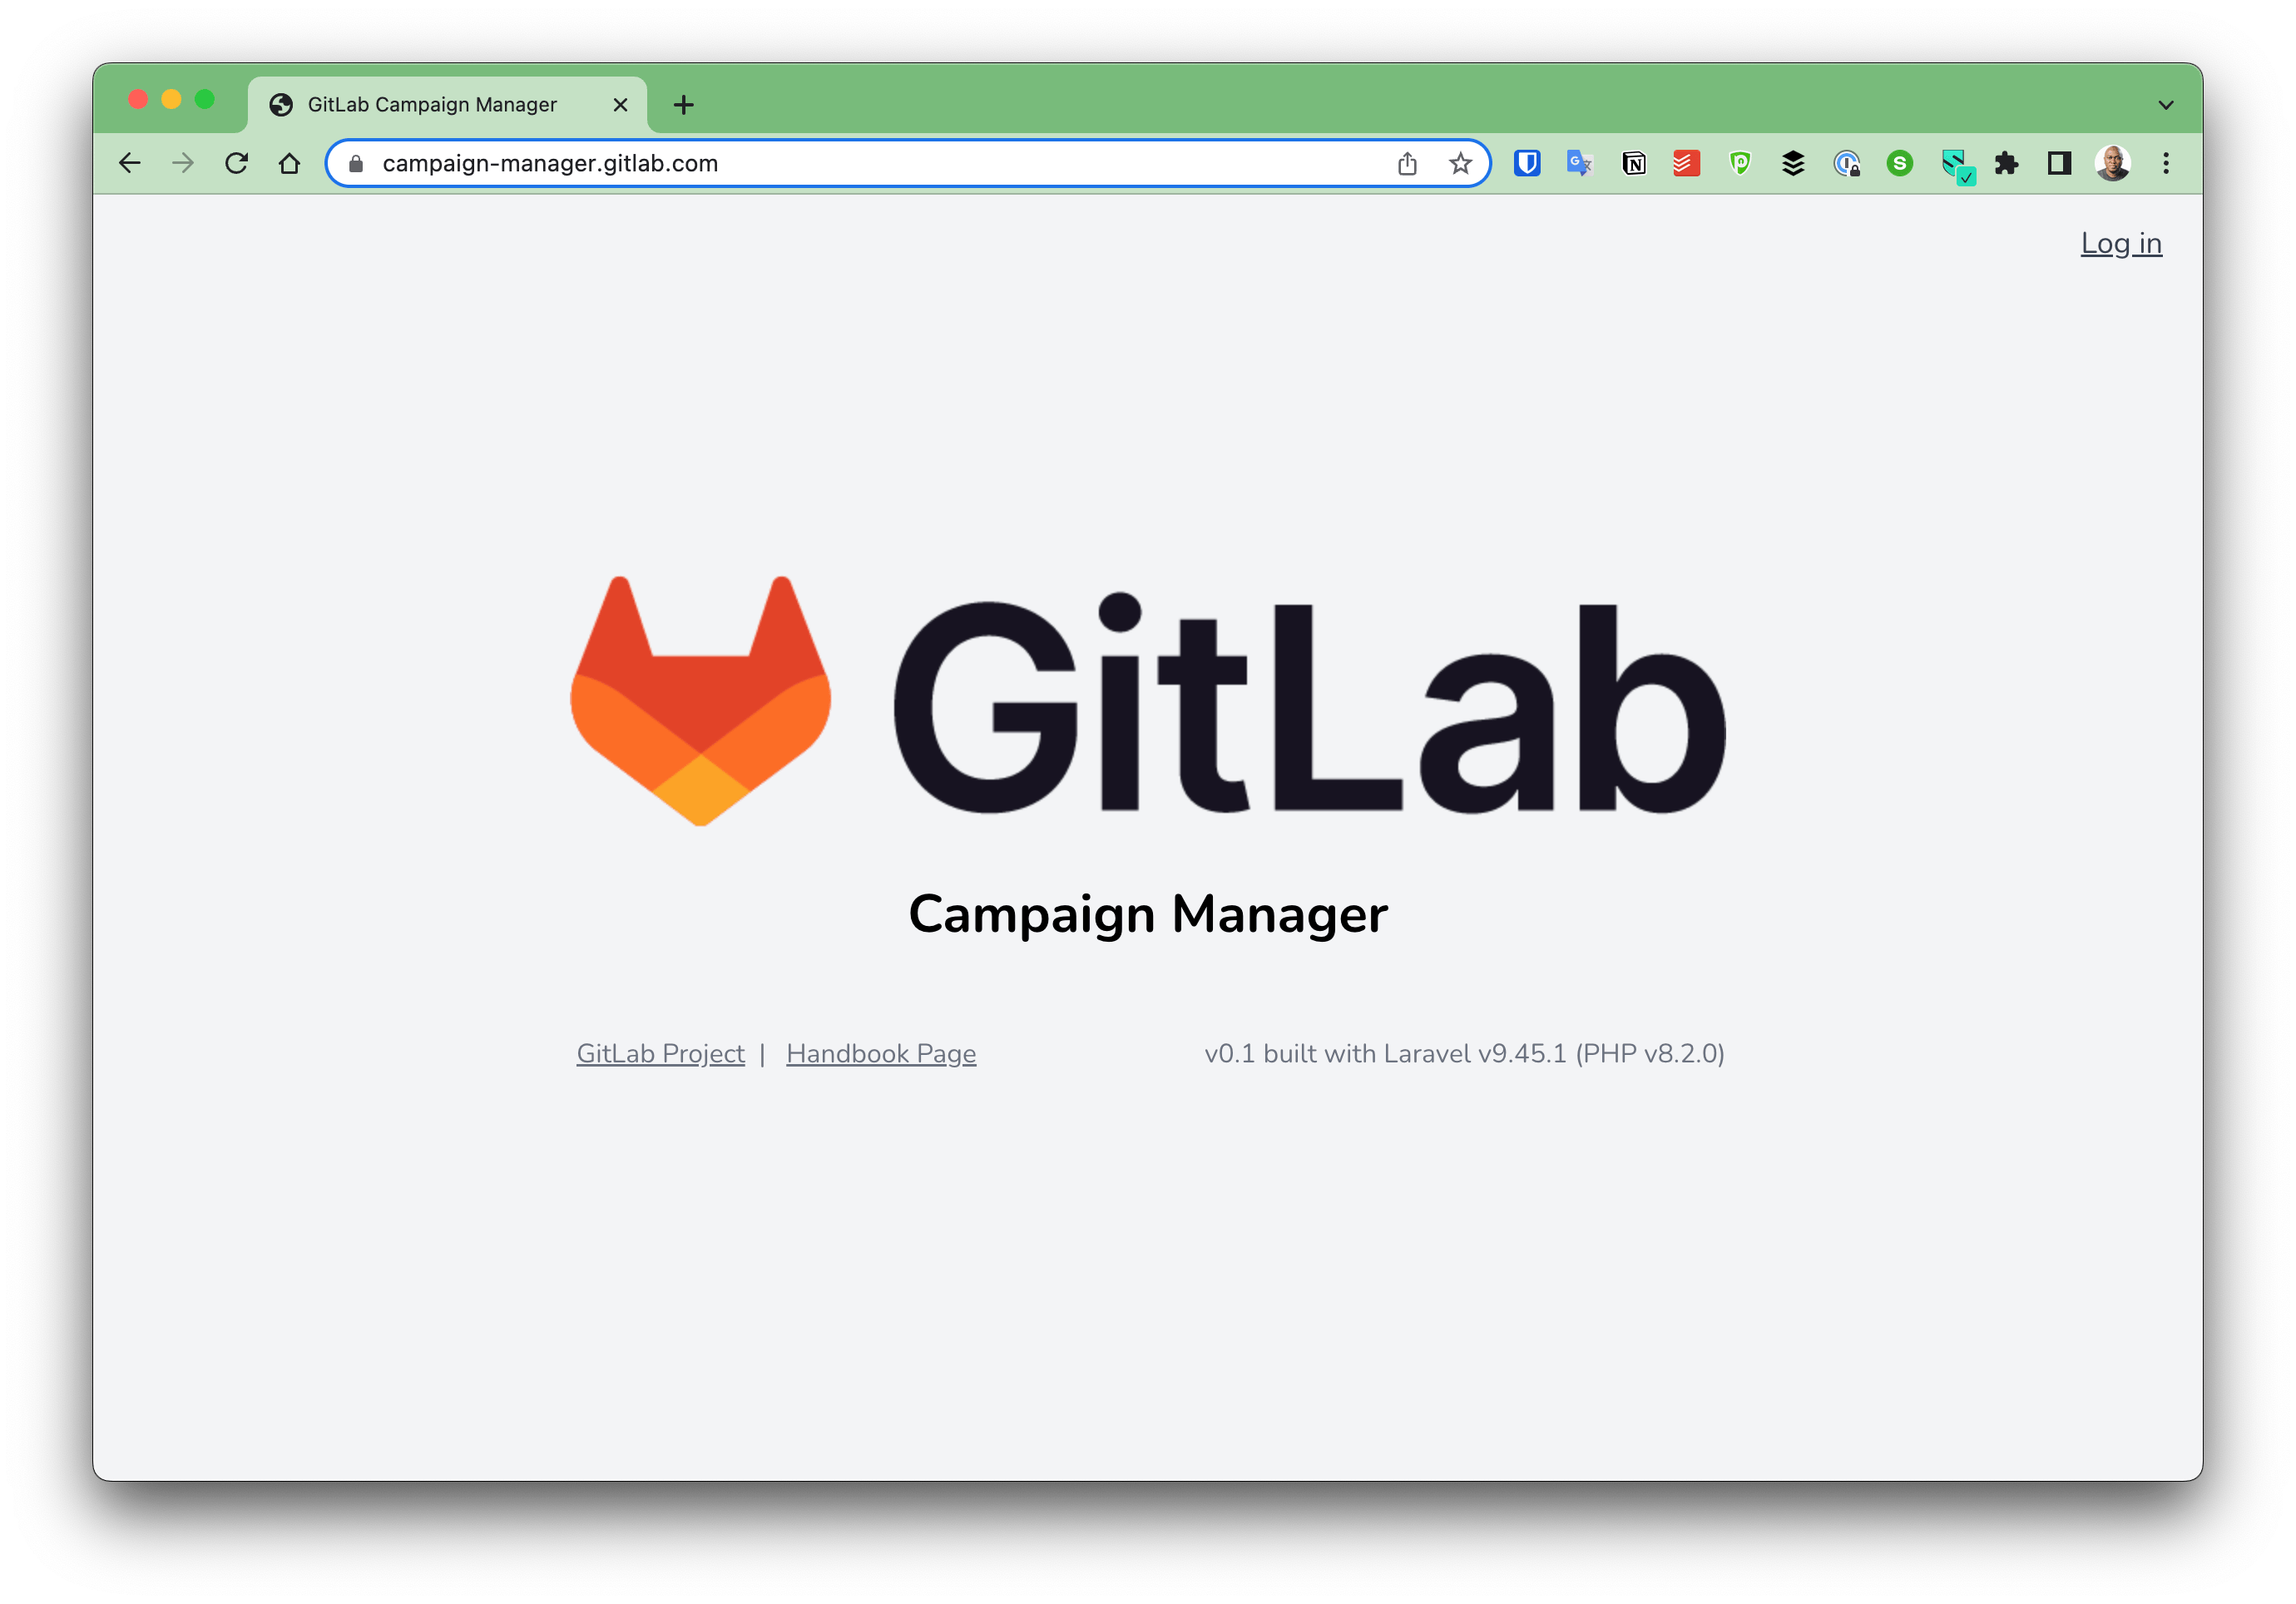 GitLab Campaign Manager
campaign-manager.gitlab.com
Log in
GitLab
Campaign Manager
GitLab Project | Handbook Page
v0.1 built with Laravel v9.45.1 (PHP v8.2.0)